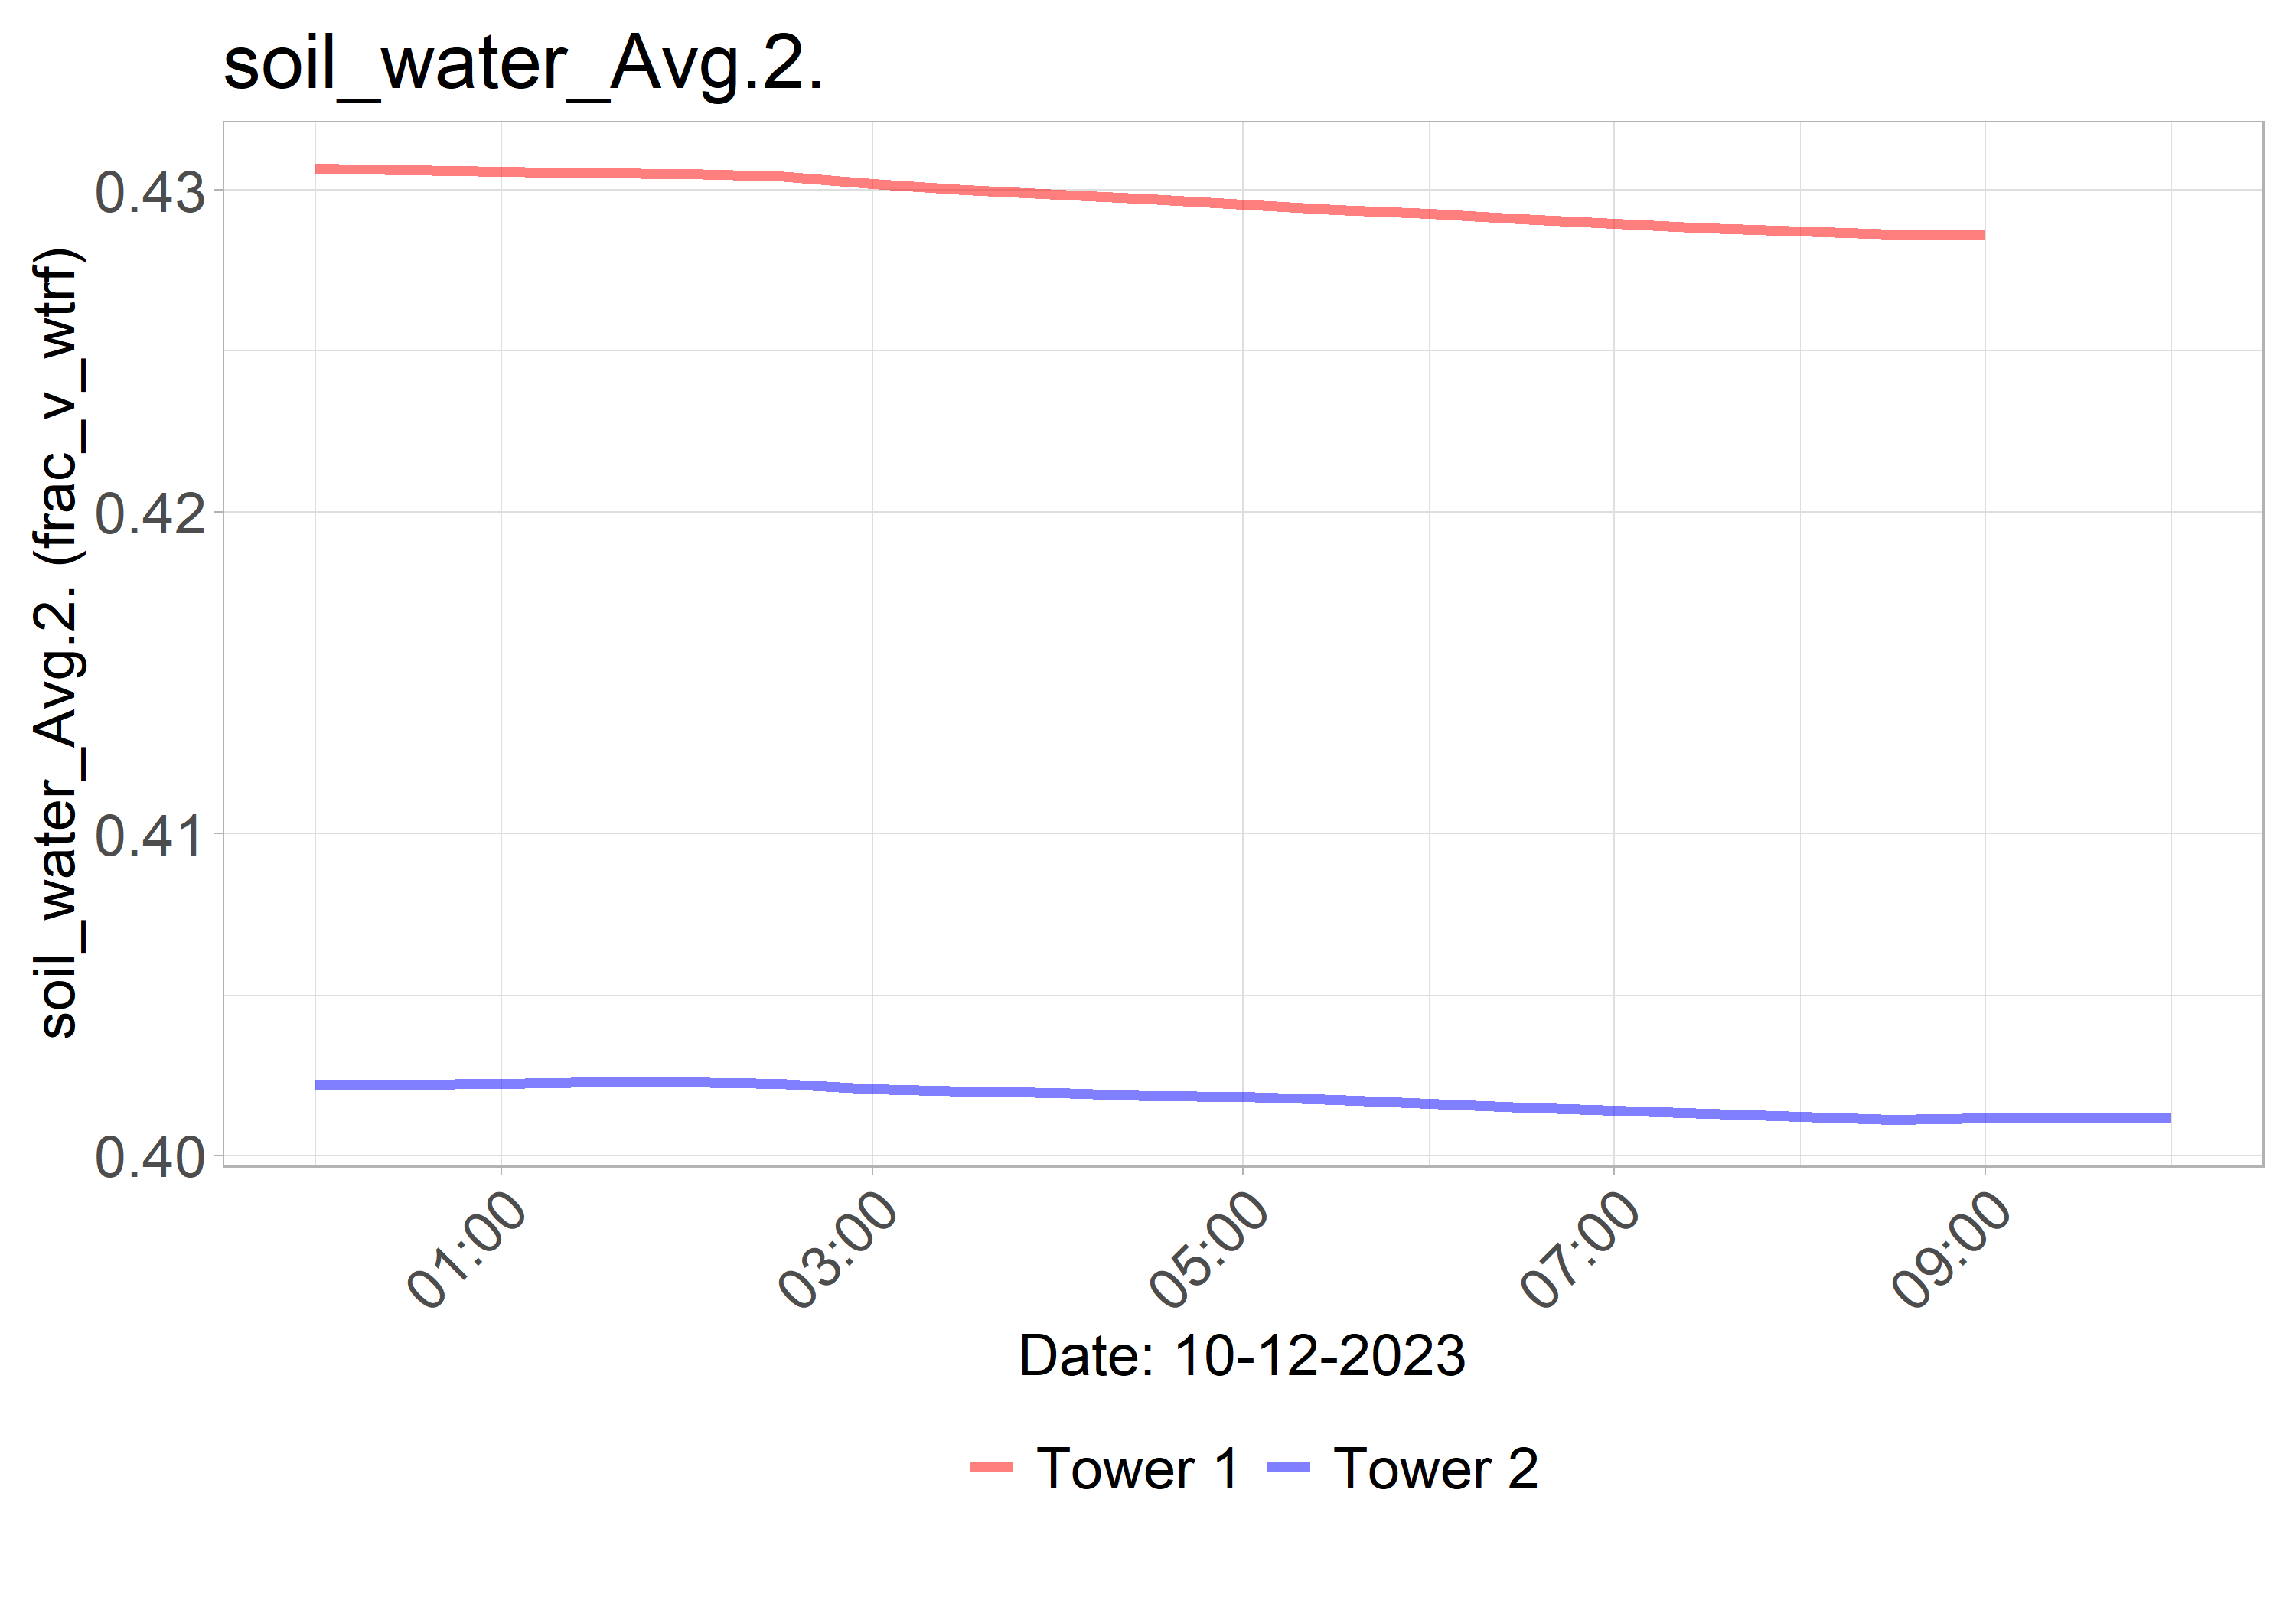 soil_water_Avg.2.
soil_water_Avg.2. (frac_v_wtrf)
0.43
0.42
0.41
0.40
01:00
03:00
05:00
07:00
09:00
Date: 10-12-2023
Tower 1
Tower 2